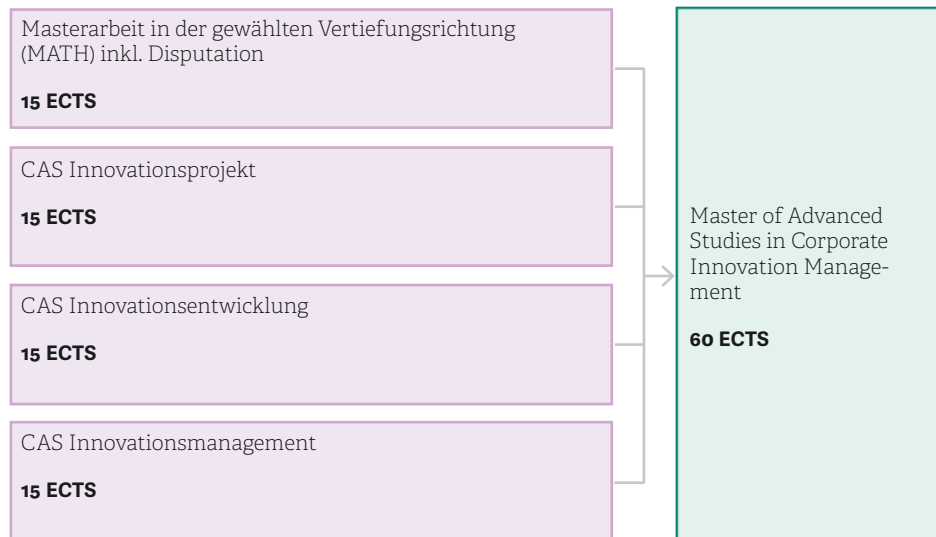 Masterarbeit in der gewählten Vertiefungsrichtung
(MATH) inkl. Disputation
15 ECTS
CAS Innovationsprojekt
15 ECTS
CAS Innovationsentwicklung
15 ECTS
CAS Innovationsmanagement
15 ECTS
Master of Advanced
Studies in Corporate
Innovation Manage-
ment
60 ECTS